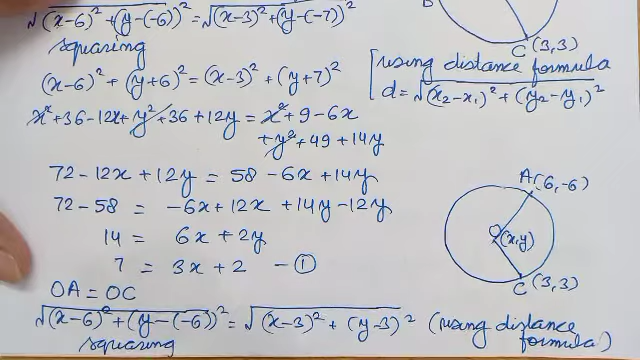 √(x-6)² + (y-(-6))² = √(x-3)² + (y-(-7))²
squaring
(x-6)² + (y+6)² = (x-3)² + (y+7)²
x² + 36 - 12x + y² + 36 + 12y = x² + 9 - 6x
+ y² + 49 + 14y
72 - 12x + 12y = 58 - 6x + 14y
72 - 58 = -6x + 12x + 14y - 12y
14 = 6x + 2y
7 = 3x + 2 - ①
OA = OC
√(x-6)² + (y-(-6))² = √(x-3)² + (y-3)² (using distance formula)
squaring
B
C (3,3)
[using distance formula
d = √(x₂-x₁)² + (y₂-y₁)²
A(6,-6)
O(x,y)
C (3,3)